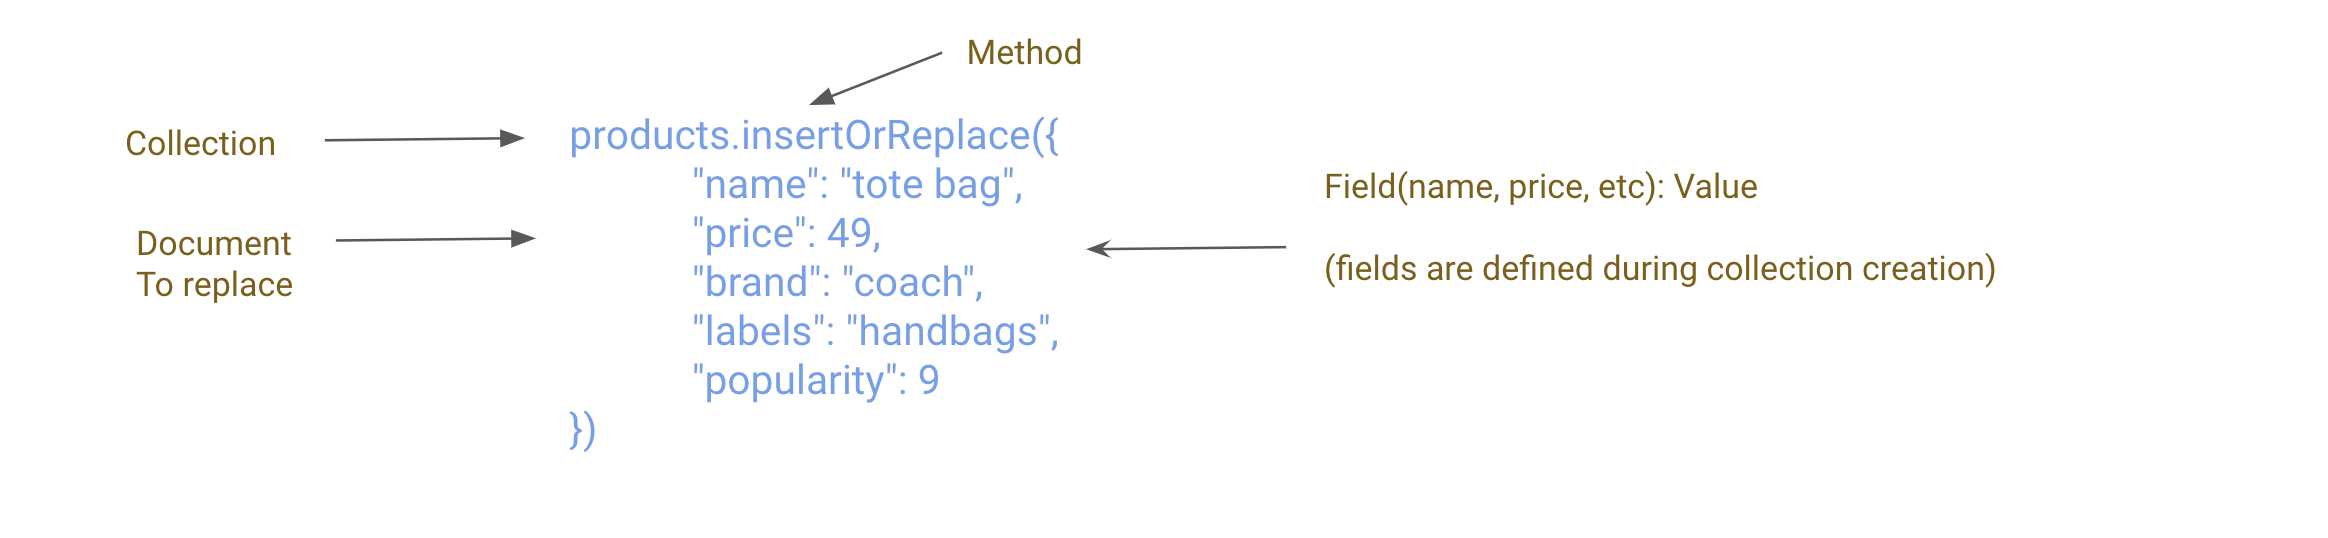 Method
Collection
products.insertOrReplace({
"name": "tote bag",
"price": 49,
"brand": "coach",
"labels": "handbags",
"popularity": 9
})
Document
To replace
Field(name, price, etc): Value
(fields are defined during collection creation)